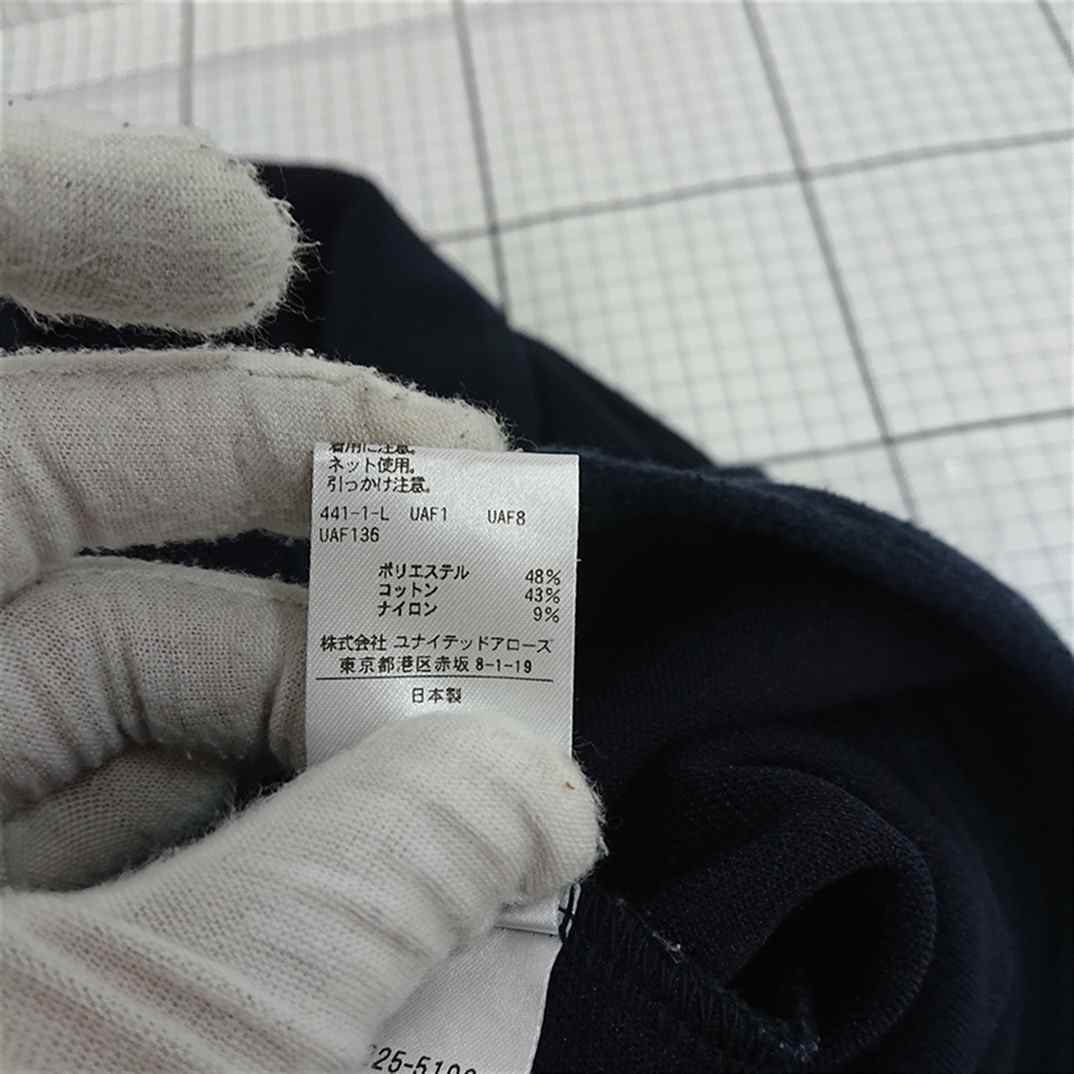 着用に注意。
ネット使用。
引っかけ注意。
441-1-L UAF1 UAF8
UAF136
ポリエステル 48%
コットン 43%
ナイロン 9%
株式会社 ユナイテッドアローズ
東京都港区赤坂 8-1-19
日本製